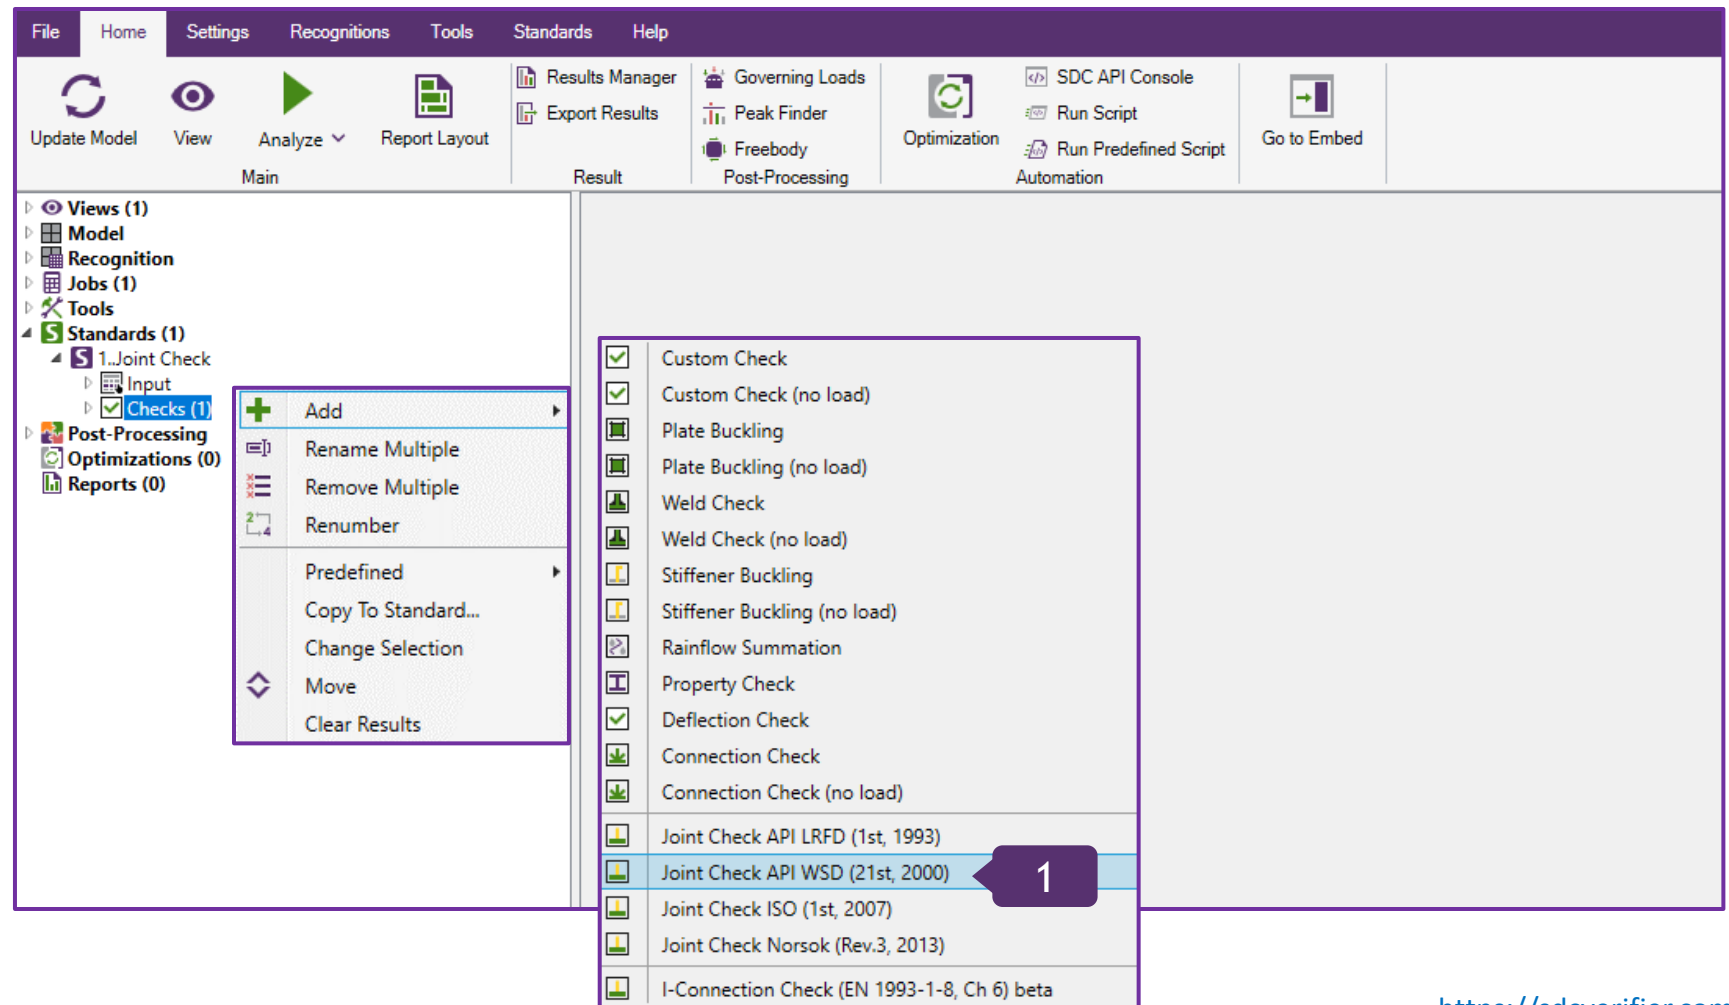 File Home Settings Recognitions Tools Standards Help
Update Model
View
Analyze
Report Layout
Main
Results Manager
Export Results
Result
Governing Loads
Peak Finder
Freebody
Post-Processing
Optimization
SDC API Console
Run Script
Run Predefined Script
Automation
Go to Embed
Views (1)
Model
Recognition
Jobs (1)
Tools
Standards (1)
1..Joint Check
Input
Checks (1)
Post-Processing
Optimizations (0)
Reports (0)
Add
Rename Multiple
Remove Multiple
Renumber
Predefined
Copy To Standard...
Change Selection
Move
Clear Results
Custom Check
Custom Check (no load)
Plate Buckling
Plate Buckling (no load)
Weld Check
Weld Check (no load)
Stiffener Buckling
Stiffener Buckling (no load)
Rainflow Summation
Property Check
Deflection Check
Connection Check
Connection Check (no load)
Joint Check API LRFD (1st, 1993)
Joint Check API WSD (21st, 2000)
1
Joint Check ISO (1st, 2007)
Joint Check Norsok (Rev.3, 2013)
I-Connection Check (EN 1993-1-8, Ch 6) beta